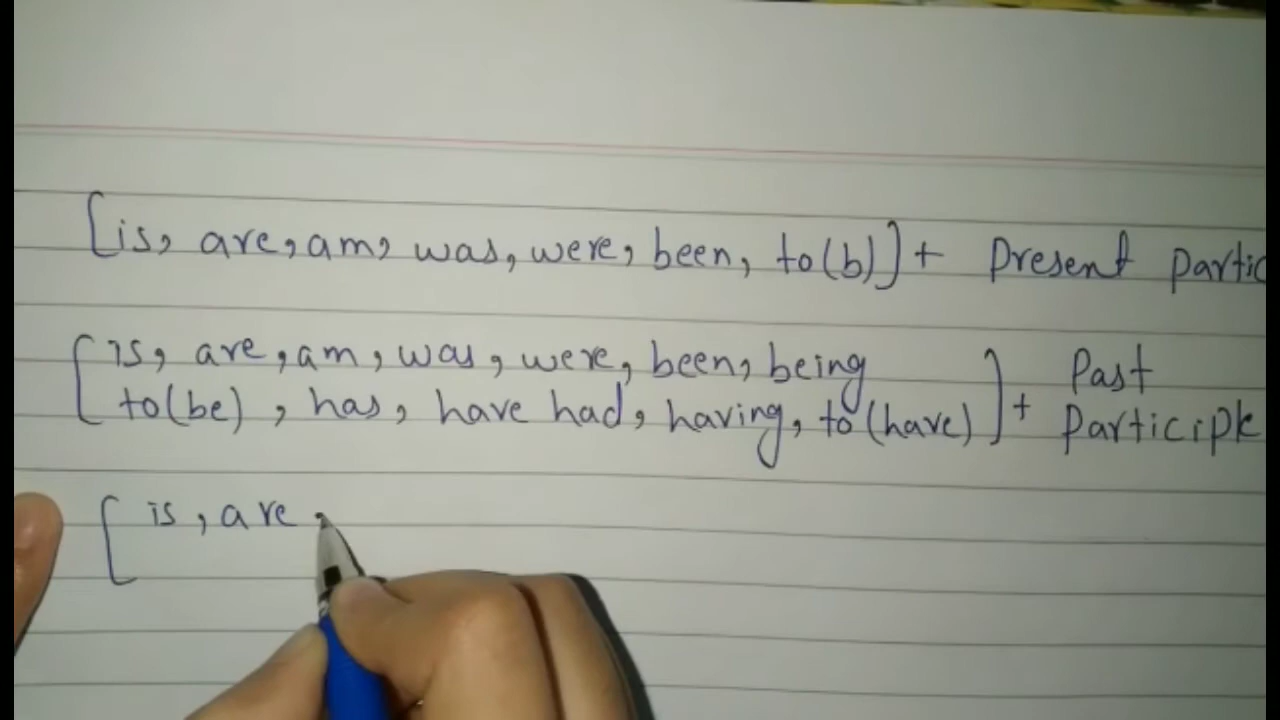 [is, are, am, was, were, been, to(b)] + Present partic
[is, are, am, was, were, been, being
to(be), has, have had, having, to(have)] + Past Participle
[is, are,